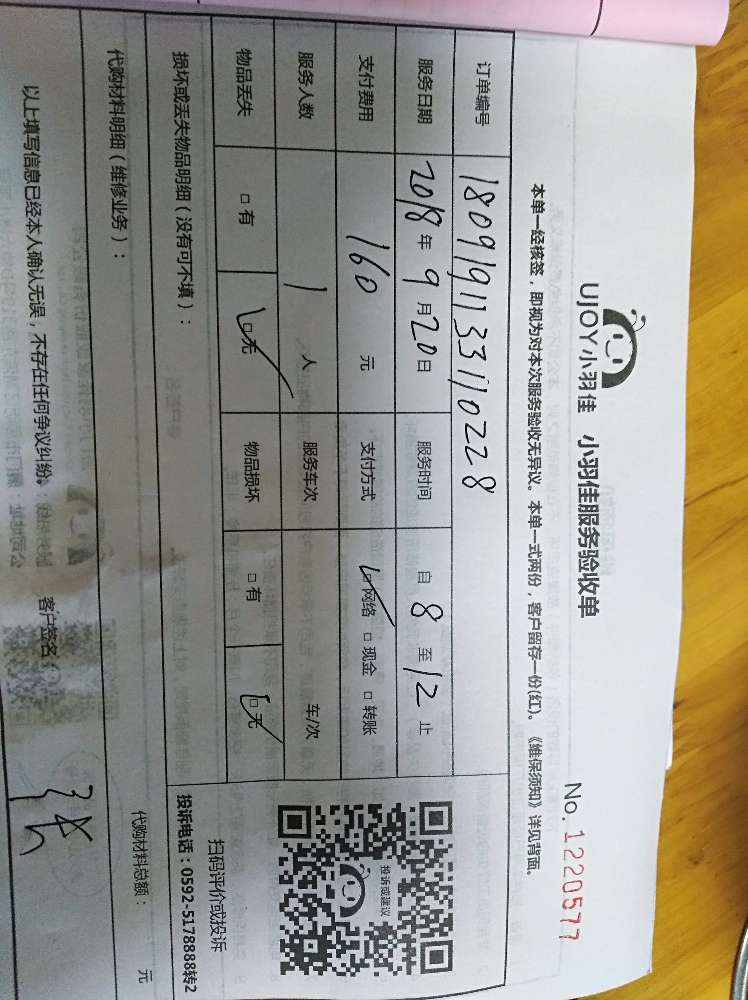 UJOY小羽佳 小羽佳服务验收单
No. 1220577
本单一经核签，即视为对本次服务验收无异议。本单一式两份，客户留存一份(红)。《维保须知》详见背面。
订单编号 1809191133110228
服务日期 2018年9月20日 服务时间 自8至12止
支付费用 160元 支付方式 □网络 □现金 □转账
服务人数 1人 服务车次 车/次
物品丢失 □有 □无 物品损坏 □有 □无
投诉或建议
扫码评价或投诉
投诉电话：0592-5178888转2
损坏或丢失物品明细（没有可不填）：
代购材料明细（维修业务）： 代购材料总额： 元
以上填写信息已经本人确认无误，不存在任何争议纠纷。 客户签名：